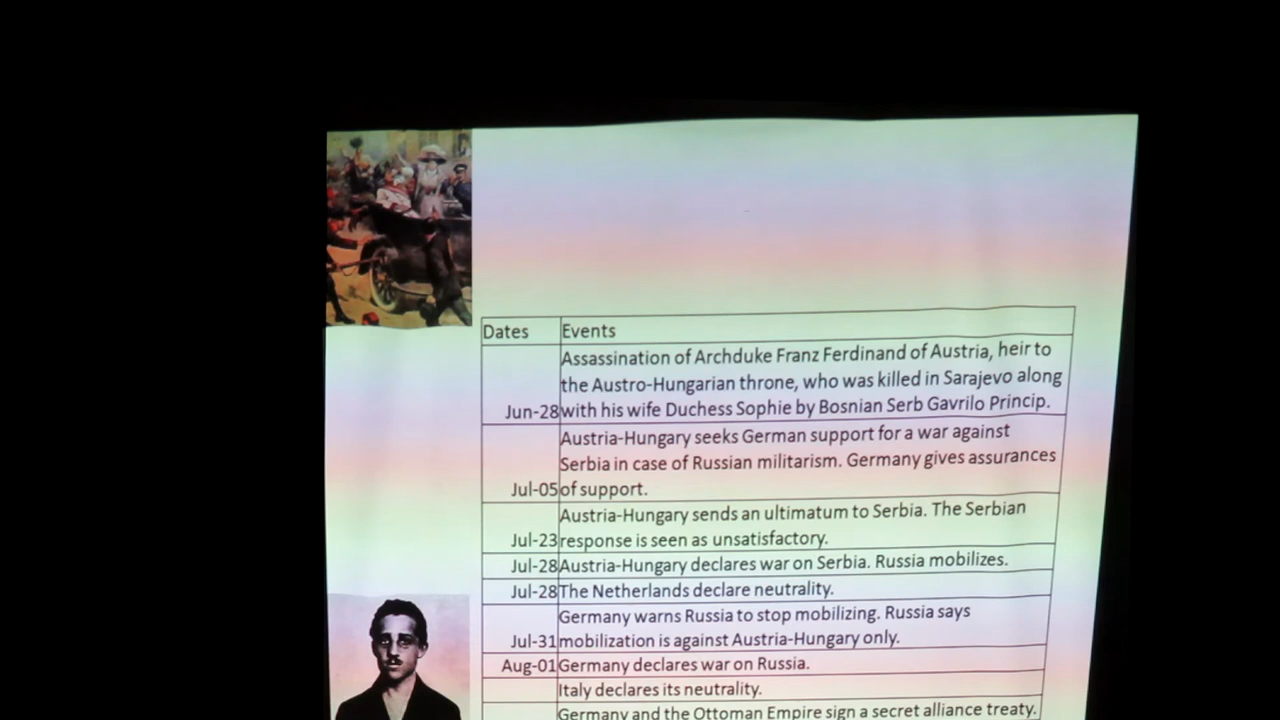 Dates Events
Assassination of Archduke Franz Ferdinand of Austria, heir to
the Austro-Hungarian throne, who was killed in Sarajevo along
Jun-28 with his wife Duchess Sophie by Bosnian Serb Gavrilo Princip.
Austria-Hungary seeks German support for a war against
Serbia in case of Russian militarism. Germany gives assurances
Jul-05 of support.
Austria-Hungary sends an ultimatum to Serbia. The Serbian
Jul-23 response is seen as unsatisfactory.
Jul-28 Austria-Hungary declares war on Serbia. Russia mobilizes.
Jul-28 The Netherlands declare neutrality.
Germany warns Russia to stop mobilizing. Russia says
Jul-31 mobilization is against Austria-Hungary only.
Aug-01 Germany declares war on Russia.
Italy declares its neutrality.
Germany and the Ottoman Empire sign a secret alliance treaty.